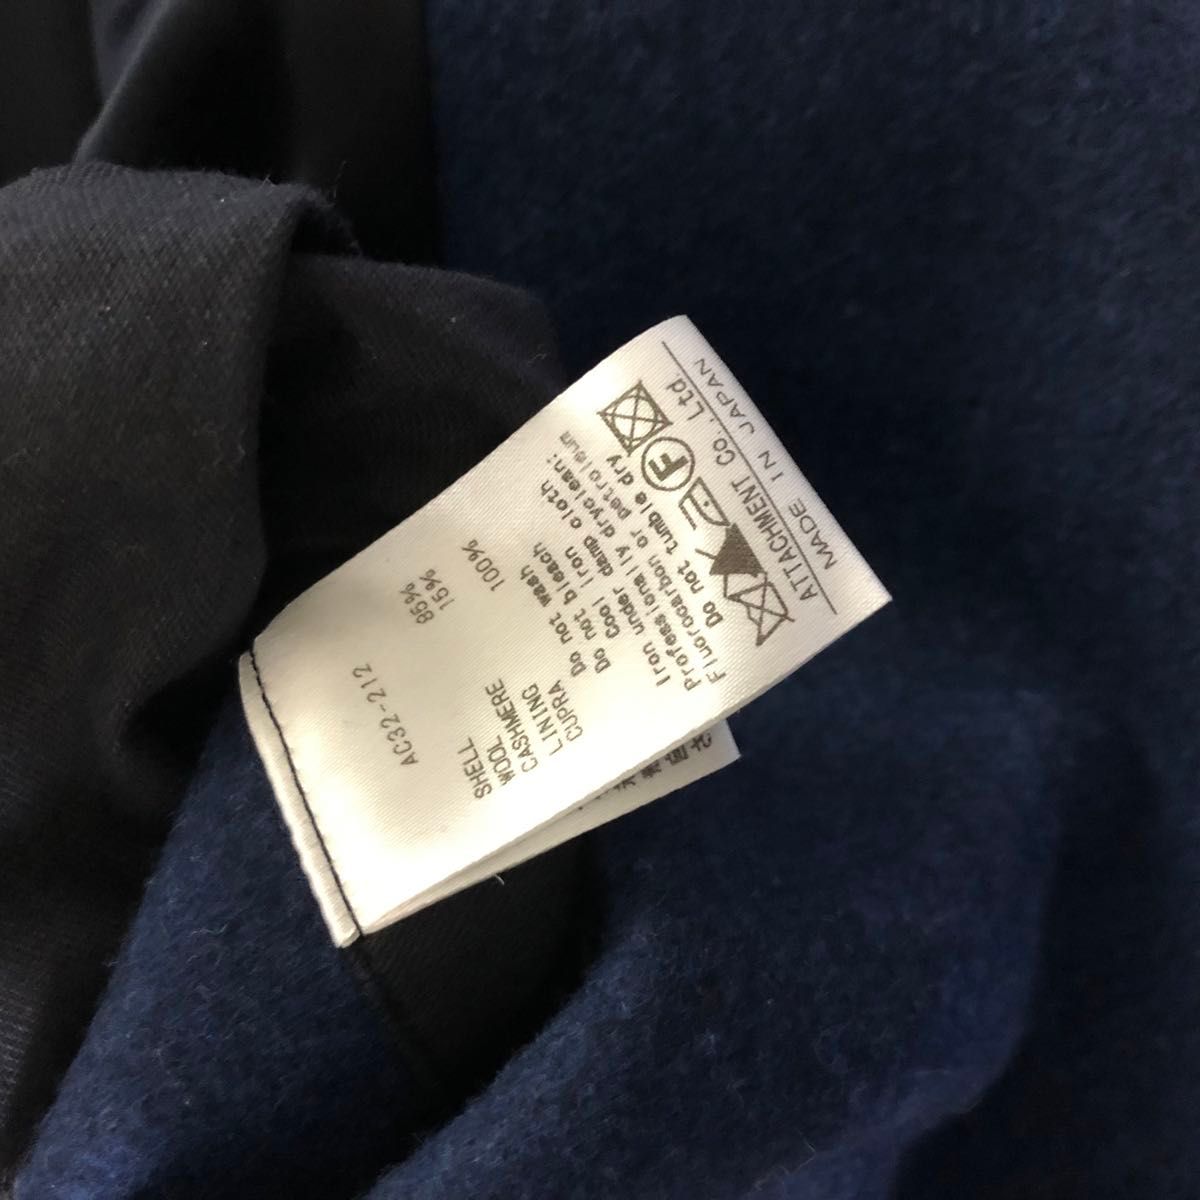 AC32-212
SHELL
WOOL 85%
CASHMERE 15%
LINING
CUPRA 100%
Do not wash
Do not bleach
Cool iron
Iron under damp cloth
Professionally dryclean:
Fluorocarbon or petroleum
Do not tumble dry
F
ATTACHMENT Co., Ltd.
MADE IN JAPAN